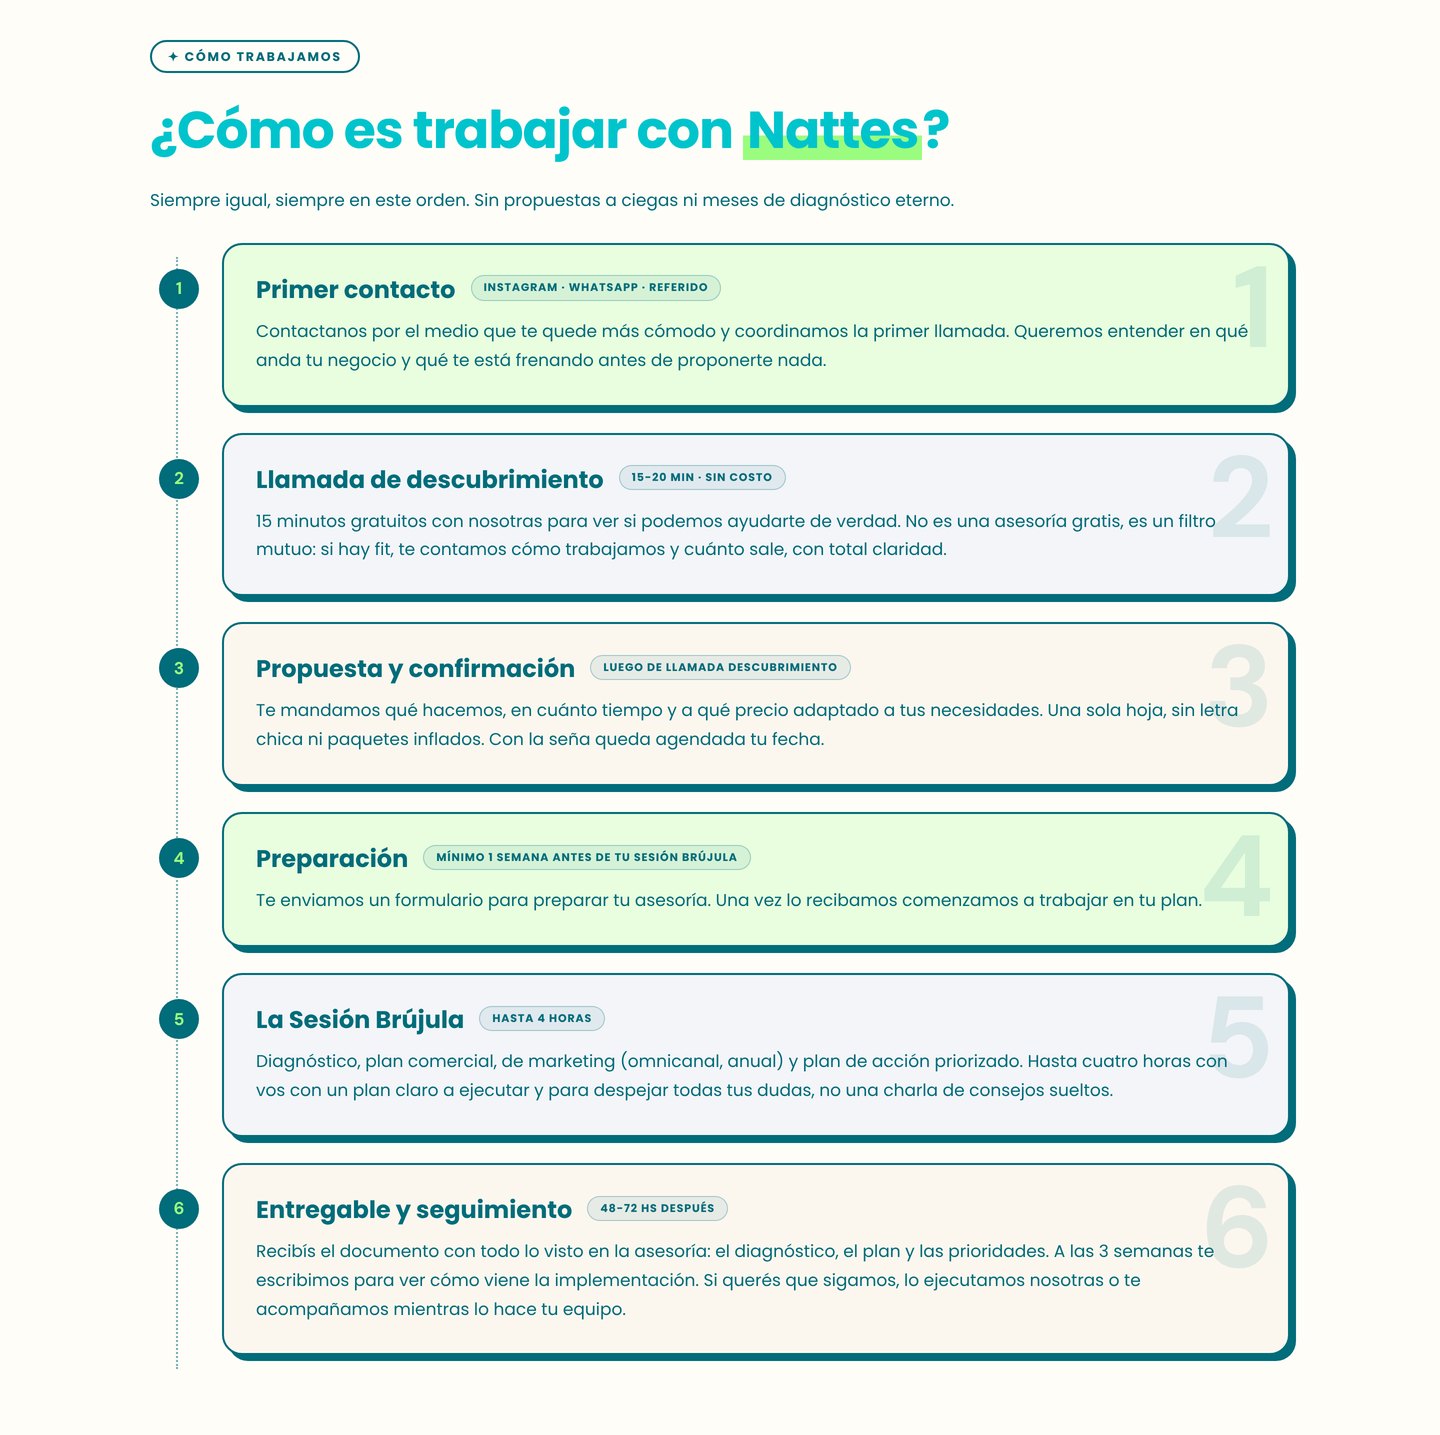 ✦ CÓMO TRABAJAMOS
¿Cómo es trabajar con Nattes?
Siempre igual, siempre en este orden. Sin propuestas a ciegas ni meses de diagnóstico eterno.
1
Primer contacto
INSTAGRAM · WHATSAPP · REFERIDO
1
Contactanos por el medio que te quede más cómodo y coordinamos la primer llamada. Queremos entender en qué
anda tu negocio y qué te está frenando antes de proponerte nada.
2
Llamada de descubrimiento
15-20 MIN · SIN COSTO
2
15 minutos gratuitos con nosotras para ver si podemos ayudarte de verdad. No es una asesoría gratis, es un filtro
mutuo: si hay fit, te contamos cómo trabajamos y cuánto sale, con total claridad.
3
Propuesta y confirmación
LUEGO DE LLAMADA DESCUBRIMIENTO
3
Te mandamos qué hacemos, en cuánto tiempo y a qué precio adaptado a tus necesidades. Una sola hoja, sin letra
chica ni paquetes inflados. Con la seña queda agendada tu fecha.
4
Preparación
MÍNIMO 1 SEMANA ANTES DE TU SESIÓN BRÚJULA
4
Te enviamos un formulario para preparar tu asesoría. Una vez lo recibamos comenzamos a trabajar en tu plan.
5
La Sesión Brújula
HASTA 4 HORAS
5
Diagnóstico, plan comercial, de marketing (omnicanal, anual) y plan de acción priorizado. Hasta cuatro horas con
vos con un plan claro a ejecutar y para despejar todas tus dudas, no una charla de consejos sueltos.
6
Entregable y seguimiento
48-72 HS DESPUÉS
6
Recibís el documento con todo lo visto en la asesoría: el diagnóstico, el plan y las prioridades. A las 3 semanas te
escribimos para ver cómo viene la implementación. Si querés que sigamos, lo ejecutamos nosotras o te
acompañamos mientras lo hace tu equipo.